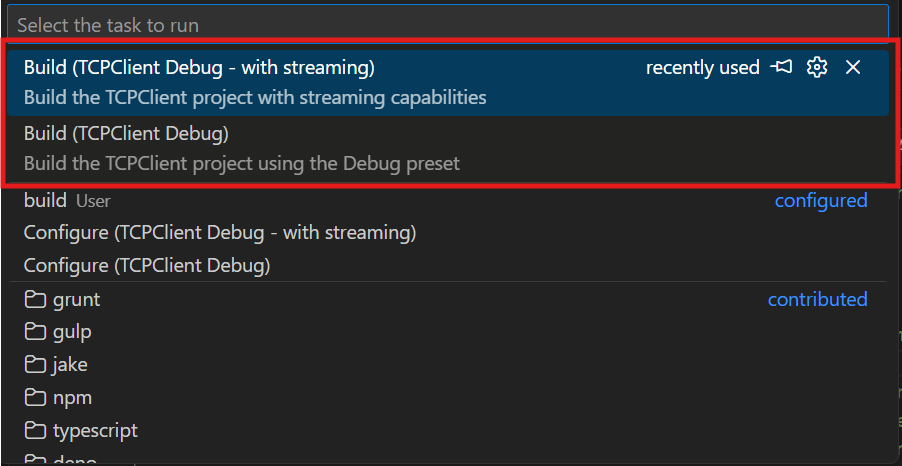 Select the task to run
Build (TCPClient Debug - with streaming) recently used
Build the TCPClient project with streaming capabilities
Build (TCPClient Debug)
Build the TCPClient project using the Debug preset
build User configured
Configure (TCPClient Debug - with streaming)
Configure (TCPClient Debug)
grunt contributed
gulp
jake
npm
typescript
deno